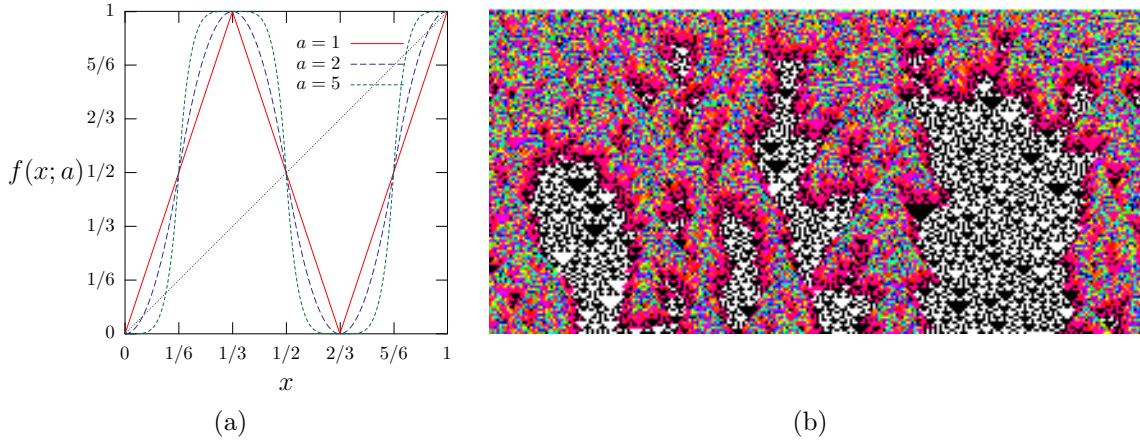 1
5/6
2/3
f(x; a) 1/2
1/3
1/6
0
a = 1
a = 2
a = 5
0 1/6 1/3 1/2 2/3 5/6 1
x
(a) (b)